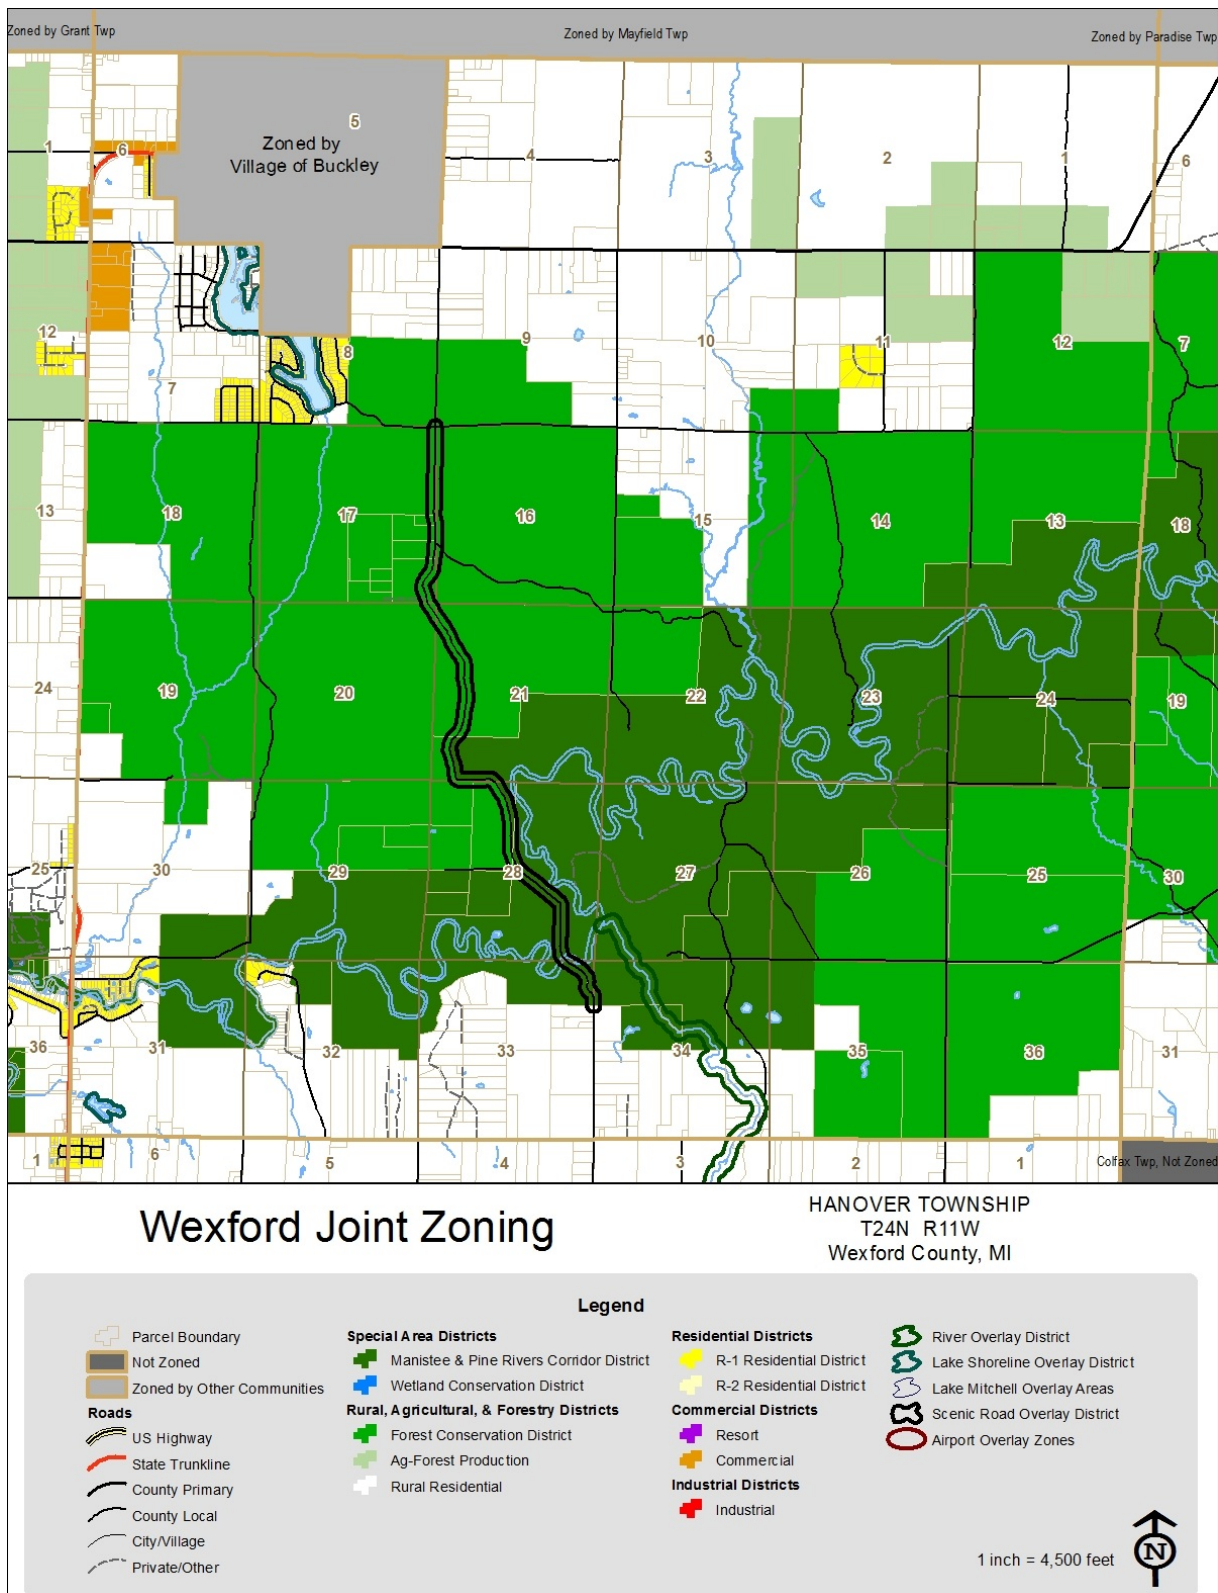 Zoned by Grant Twp
Zoned by Mayfield Twp
Zoned by Paradise Twp
5
Zoned by
Village of Buckley
1
6
4
3
2
1
6
12
7
8
9
10
11
12
7
13
18
17
16
15
14
13
18
24
19
20
21
22
23
24
19
25
30
29
28
27
26
25
30
36
31
32
33
34
35
36
31
1
6
5
4
3
2
1
Colfax Twp, Not Zoned
Wexford Joint Zoning
HANOVER TOWNSHIP
T24N R11W
Wexford County, MI
Legend
Parcel Boundary
Not Zoned
Zoned by Other Communities
Roads
US Highway
State Trunkline
County Primary
County Local
City/Village
Private/Other
Special Area Districts
Manistee & Pine Rivers Corridor District
Wetland Conservation District
Rural, Agricultural, & Forestry Districts
Forest Conservation District
Ag-Forest Production
Rural Residential
Residential Districts
R-1 Residential District
R-2 Residential District
Commercial Districts
Resort
Commercial
Industrial Districts
Industrial
River Overlay District
Lake Shoreline Overlay District
Lake Mitchell Overlay Areas
Scenic Road Overlay District
Airport Overlay Zones
1 inch = 4,500 feet
N